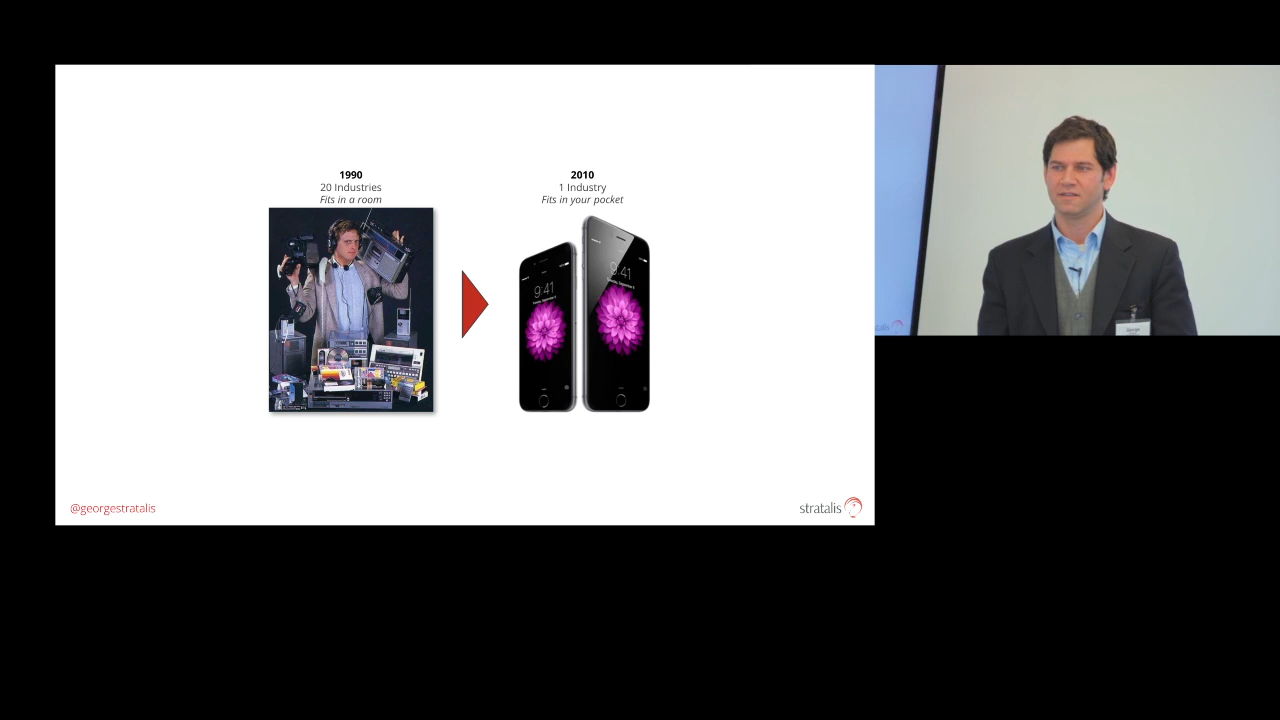 1990
20 Industries
Fits in a room
2010
1 Industry
Fits in your pocket
9:41
9:41
@georgestratalis
stratalis